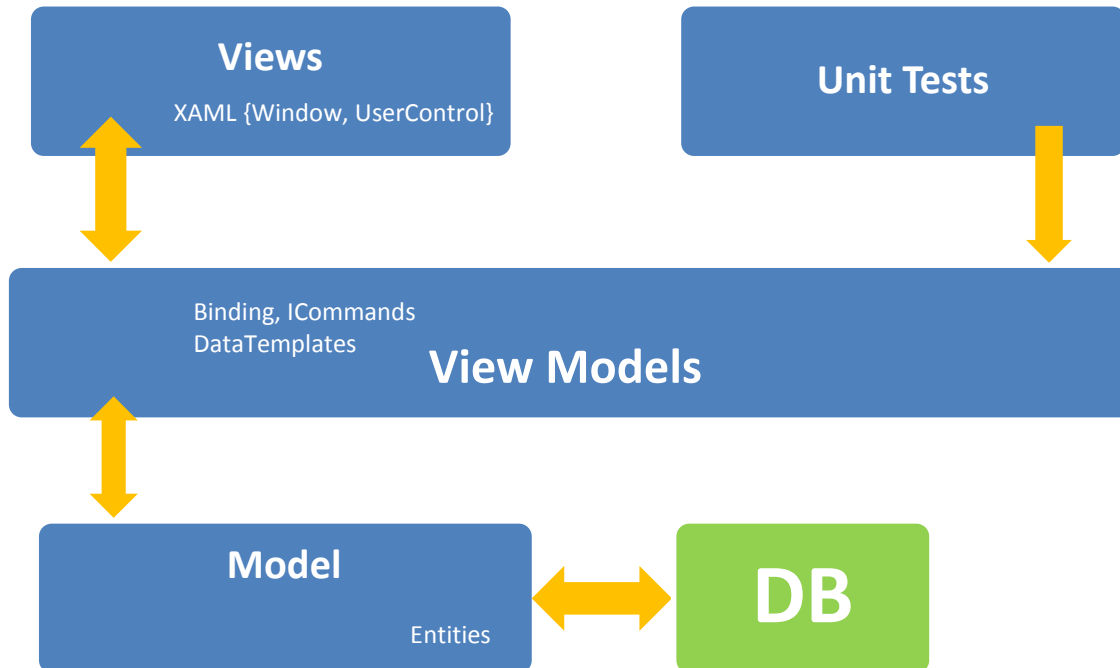 Views
XAML {Window, UserControl}
Unit Tests
Binding, ICommands
DataTemplates
View Models
Model
Entities
DB